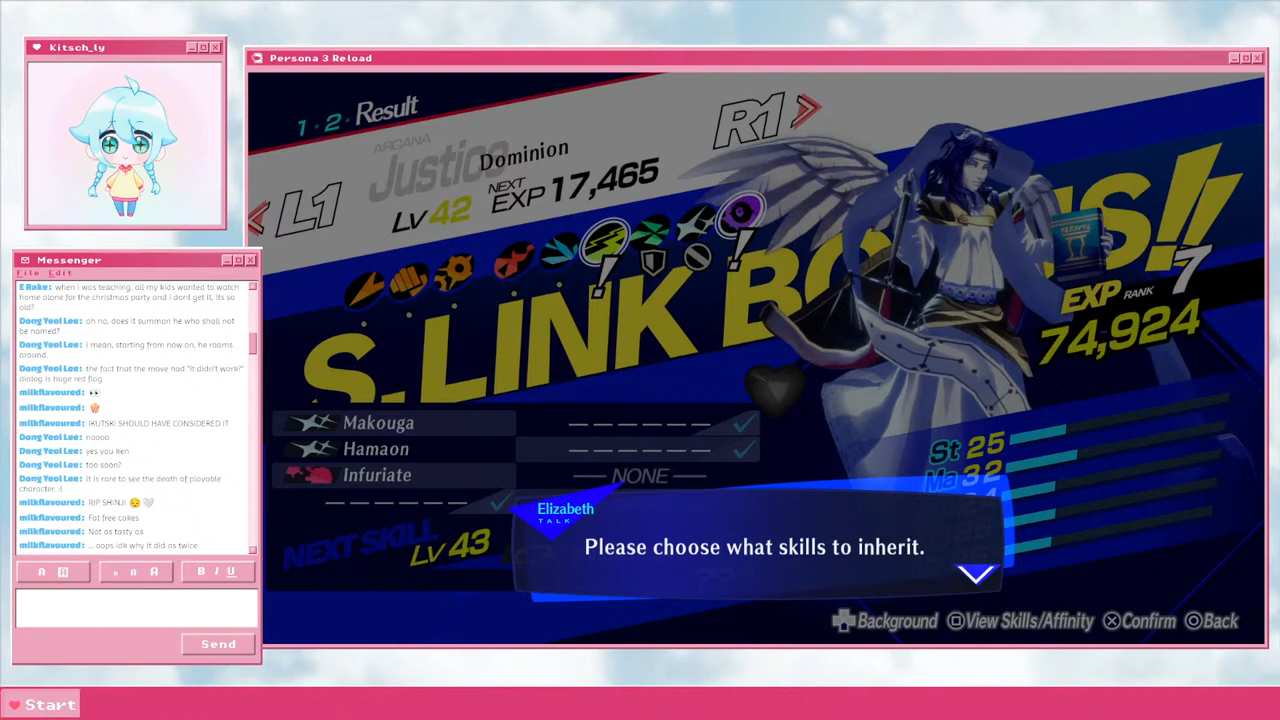 Kitsch_ly
Persona 3 Reload
1・2・Result
ARCANA
Justice
Dominion
L1
R1
Lv 42
NEXT
EXP 17,465
S.LINK BO
S!!
EXP RANK 7
74,924
Makouga
Hamaon
Infuriate
NONE
NEXT SKILL
Lv 43
St 25
Ma 32
Elizabeth
TALK
Please choose what skills to inherit.
Background
View Skills/Affinity
Confirm
Back
Messenger
File Edit
E Rake: when i was teaching, all my kids wanted to watch
home alone for the christmas party and i dont get it, its so
old?
Dong Yeol Lee: oh no, does it summon he who shall not
be named?
Dong Yeol Lee: i mean, starting from now on, he roams
around.
Dong Yeol Lee: the fact that the move had "it didn't work?"
dialog is huge red flag
milkflavoured: 👀
milkflavoured: 🍿
milkflavoured: IKUTSKI SHOULD HAVE CONSIDERED IT
Dong Yeol Lee: noooo
Dong Yeol Lee: yes you ken
Dong Yeol Lee: too soon?
Dong Yeol Lee: It is rare to see the death of playable
character. :(
milkflavoured: RIP SHINJI 😔🤍
milkflavoured: Fat free cakes
milkflavoured: Not as tasty as
milkflavoured: ... oops idk why it did as twice
A A
A A A
B I U
Send
Start